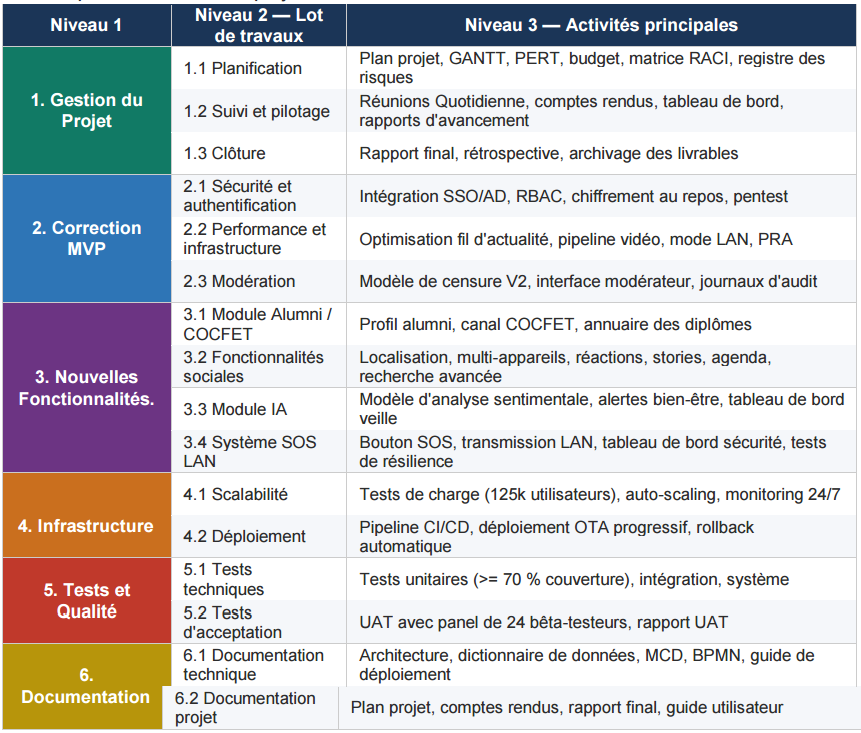 Niveau 1
Niveau 2 — Lot
de travaux
Niveau 3 — Activités principales
1. Gestion du
Projet
1.1 Planification
Plan projet, GANTT, PERT, budget, matrice RACI, registre des
risques
1.2 Suivi et pilotage
Réunions Quotidienne, comptes rendus, tableau de bord,
rapports d'avancement
1.3 Clôture
Rapport final, rétrospective, archivage des livrables
2. Correction
MVP
2.1 Sécurité et
authentification
Intégration SSO/AD, RBAC, chiffrement au repos, pentest
2.2 Performance et
infrastructure
Optimisation fil d'actualité, pipeline vidéo, mode LAN, PRA
2.3 Modération
Modèle de censure V2, interface modérateur, journaux d'audit
3. Nouvelles
Fonctionnalités.
3.1 Module Alumni /
COCFET
Profil alumni, canal COCFET, annuaire des diplômes
3.2 Fonctionnalités
sociales
Localisation, multi-appareils, réactions, stories, agenda,
recherche avancée
3.3 Module IA
Modèle d'analyse sentimentale, alertes bien-être, tableau de bord
veille
3.4 Système SOS
LAN
Bouton SOS, transmission LAN, tableau de bord sécurité, tests
de résilience
4. Infrastructure
4.1 Scalabilité
Tests de charge (125k utilisateurs), auto-scaling, monitoring 24/7
4.2 Déploiement
Pipeline CI/CD, déploiement OTA progressif, rollback
automatique
5. Tests et
Qualité
5.1 Tests
techniques
Tests unitaires (>= 70 % couverture), intégration, système
5.2 Tests
d'acceptation
UAT avec panel de 24 bêta-testeurs, rapport UAT
6.
Documentation
6.1 Documentation
technique
Architecture, dictionnaire de données, MCD, BPMN, guide de
déploiement
6.2 Documentation
projet
Plan projet, comptes rendus, rapport final, guide utilisateur